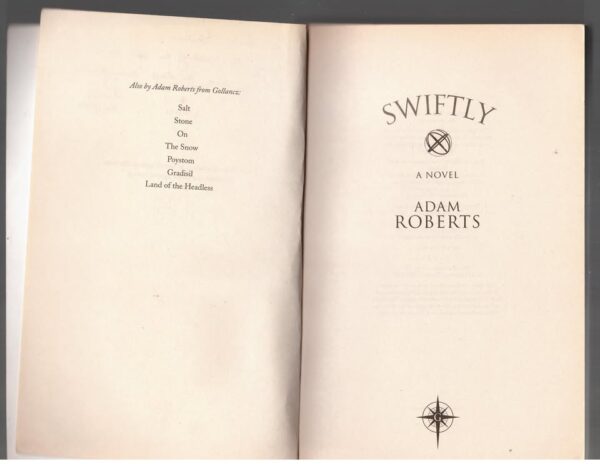 Also by Adam Roberts from Gollancz:
Salt
Stone
On
The Snow
Poystom
Gradisil
Land of the Headless
SWIFTLY
A NOVEL
ADAM
ROBERTS
G